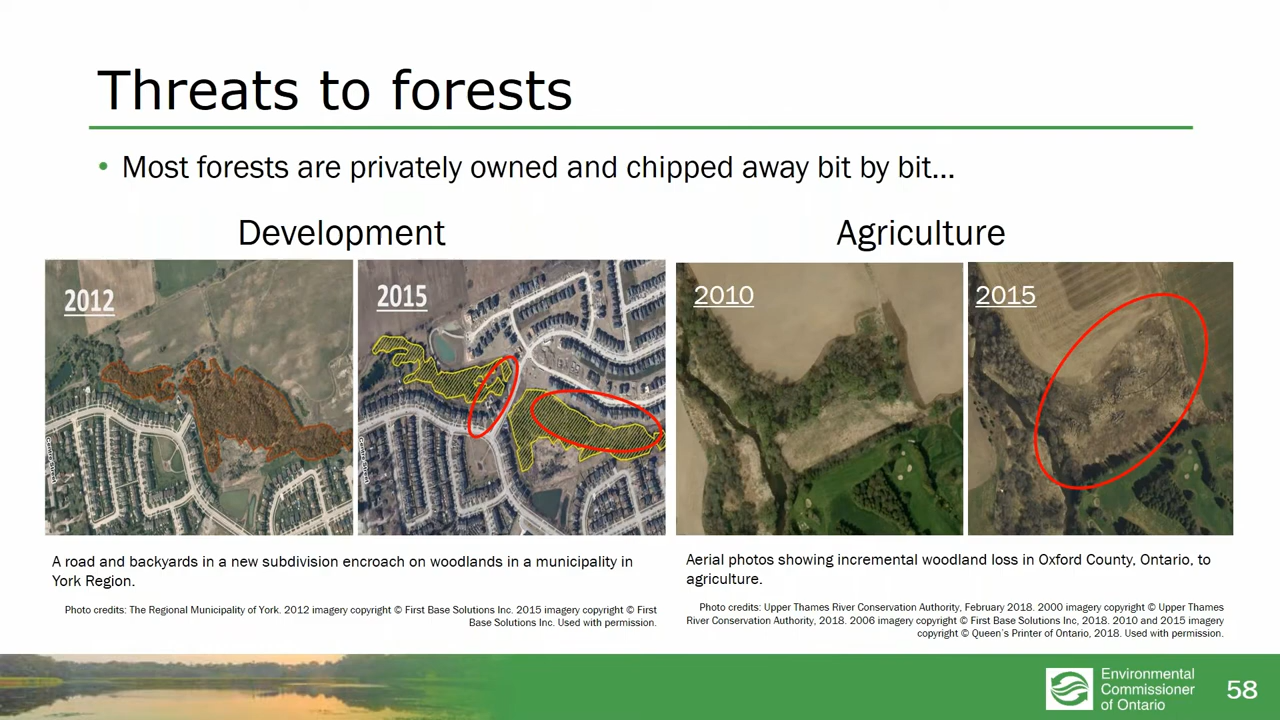 Threats to forests
• Most forests are privately owned and chipped away bit by bit...
Development
Agriculture
2012
2015
2010
2015
A road and backyards in a new subdivision encroach on woodlands in a municipality in
York Region.
Photo credits: The Regional Municipality of York. 2012 imagery copyright © First Base Solutions Inc. 2015 imagery copyright © First
Base Solutions Inc. Used with permission.
Aerial photos showing incremental woodland loss in Oxford County, Ontario, to
agriculture.
Photo credits: Upper Thames River Conservation Authority, February 2018. 2000 imagery copyright © Upper Thames
River Conservation Authority, 2018. 2006 imagery copyright © First Base Solutions Inc, 2018. 2010 and 2015 imagery
copyright © Queen's Printer of Ontario, 2018. Used with permission.
Environmental
Commissioner
of Ontario
58